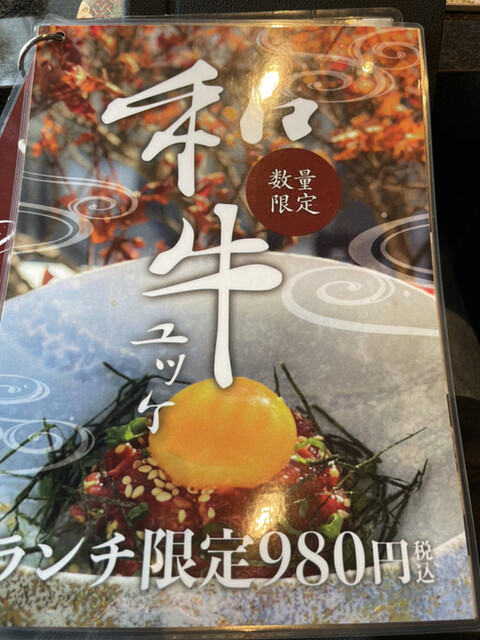 和牛
ユッケ
数量
限定
ランチ限定980円税込